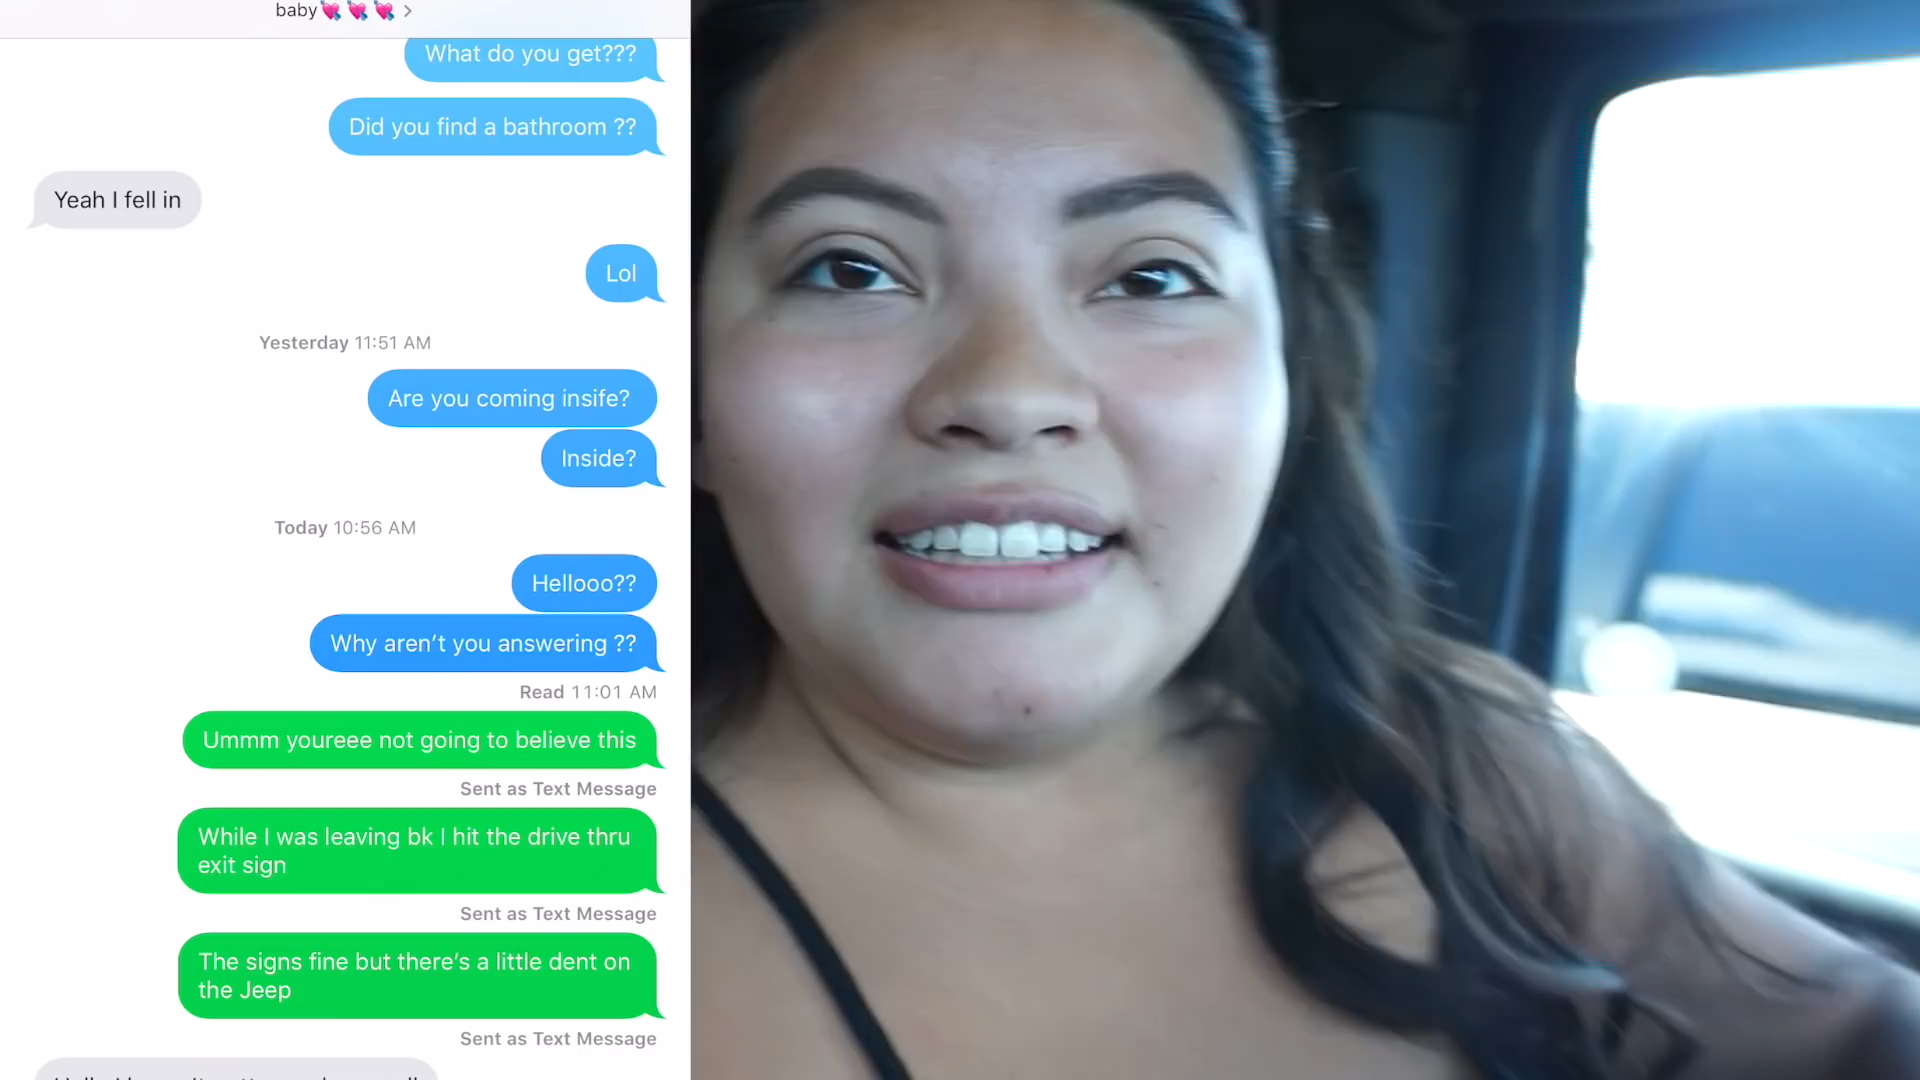 baby💘💘💘 >
What do you get???
Did you find a bathroom ??
Yeah I fell in
Lol
Yesterday 11:51 AM
Are you coming insife?
Inside?
Today 10:56 AM
Hellooo??
Why aren’t you answering ??
Read 11:01 AM
Ummm youreee not going to believe this
Sent as Text Message
While I was leaving bk I hit the drive thru
exit sign
Sent as Text Message
The signs fine but there’s a little dent on
the Jeep
Sent as Text Message